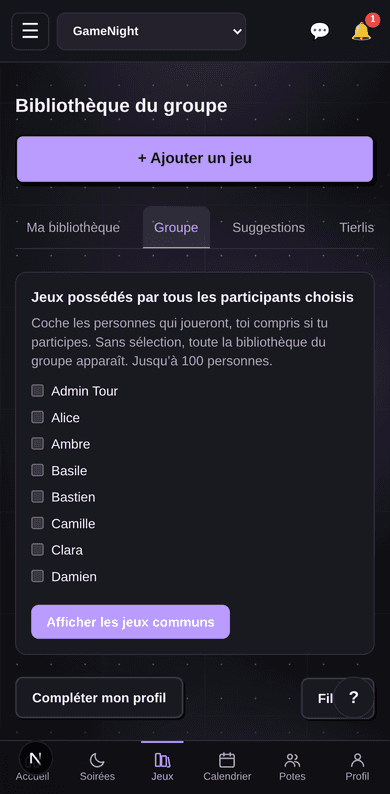 GameNight
1
Bibliothèque du groupe
+ Ajouter un jeu
Ma bibliothèque
Groupe
Suggestions
Tierlis
Jeux possédés par tous les participants choisis
Coche les personnes qui joueront, toi compris si tu
participes. Sans sélection, toute la bibliothèque du
groupe apparaît. Jusqu'à 100 personnes.
Admin Tour
Alice
Ambre
Basile
Bastien
Camille
Clara
Damien
Afficher les jeux communs
Compléter mon profil
Fil
?
N
Accueil
Soirées
Jeux
Calendrier
Potes
Profil